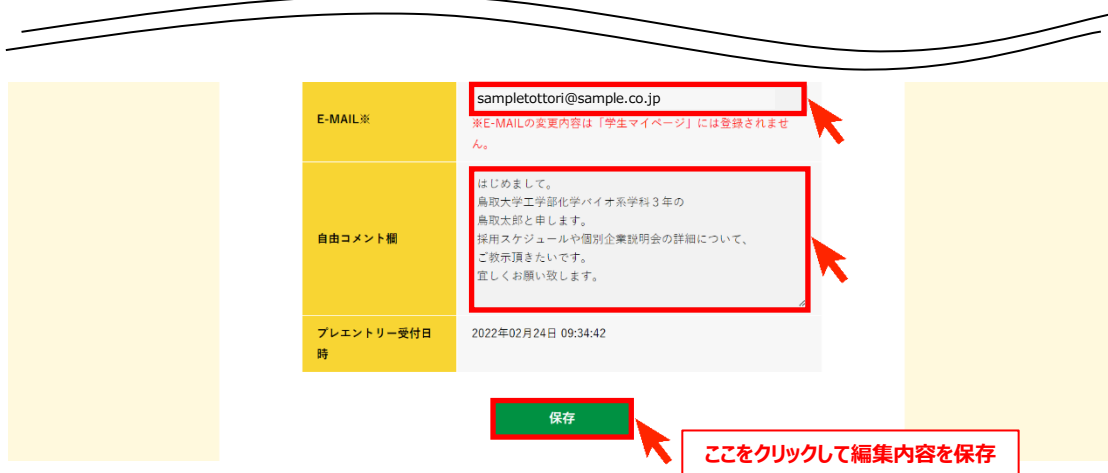 E-MAIL※
sampletottori@sample.co.jp
※E-MAILの変更内容は「学生マイページ」には登録されませ
ん。
自由コメント欄
はじめまして。
鳥取大学工学部化学バイオ系学科３年の
鳥取太郎と申します。
採用スケジュールや個別企業説明会の詳細について、
ご教示頂きたいです。
宜しくお願い致します。
プレエントリー受付日
時
2022年02月24日 09:34:42
保存
ここをクリックして編集内容を保存